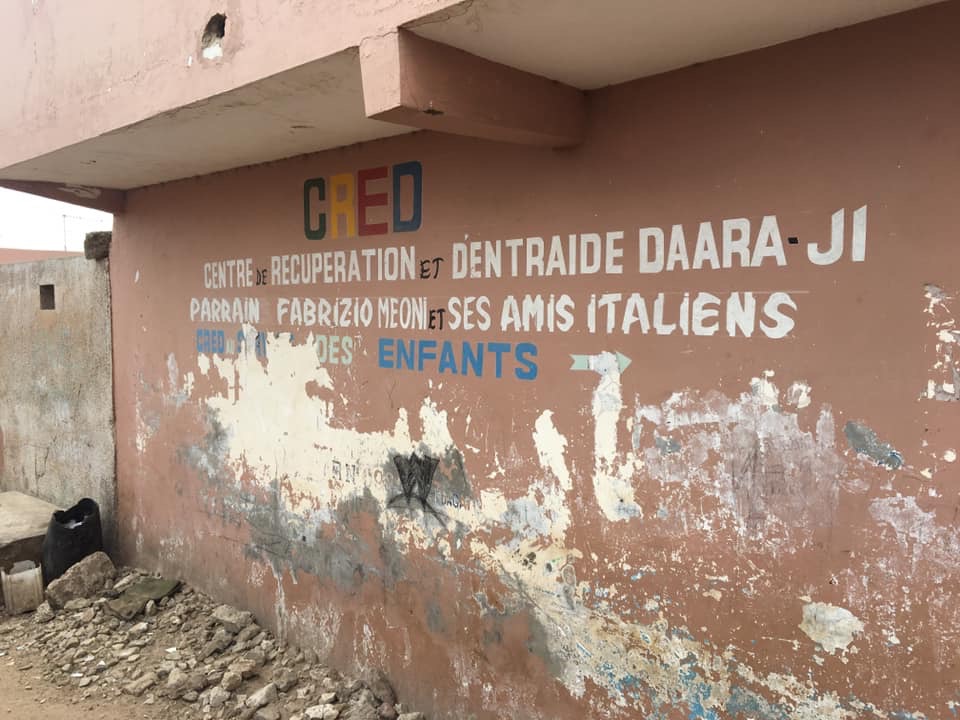 CRED
CENTRE DE RECUPERATION ET DENTRAIDE DAARA-JI
PARRAIN FABRIZIO MEONI ET SES AMIS ITALIENS
CRED DES ENFANTS